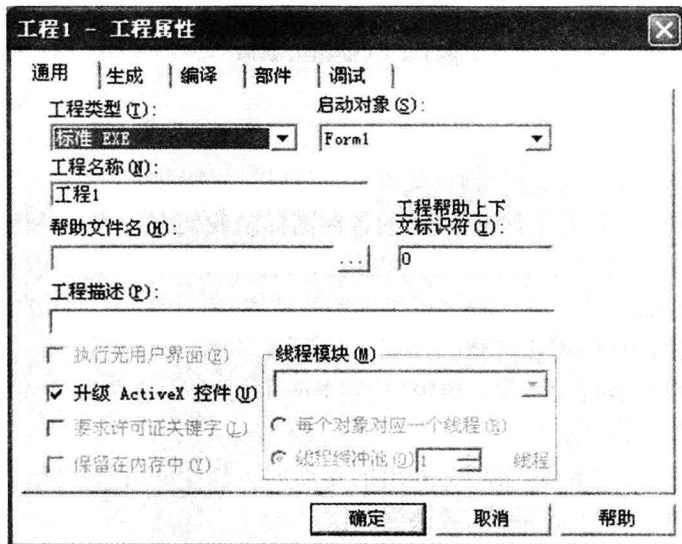 工程1 - 工程属性
通用 生成 编译 部件 调试
工程类型(T): 启动对象(S):
标准 EXE Form1
工程名称(N):
工程1
帮助文件名(H): 工程帮助上下文标识符(I):
... 0
工程描述(P):
执行无用户界面(E) 线程模块(M)
升级 ActiveX 控件(U)
要求许可证关键字(L) 每个对象对应一个线程(R)
保留在内存中(Y) 线程缓冲池(O) 1 线程
确定 取消 帮助